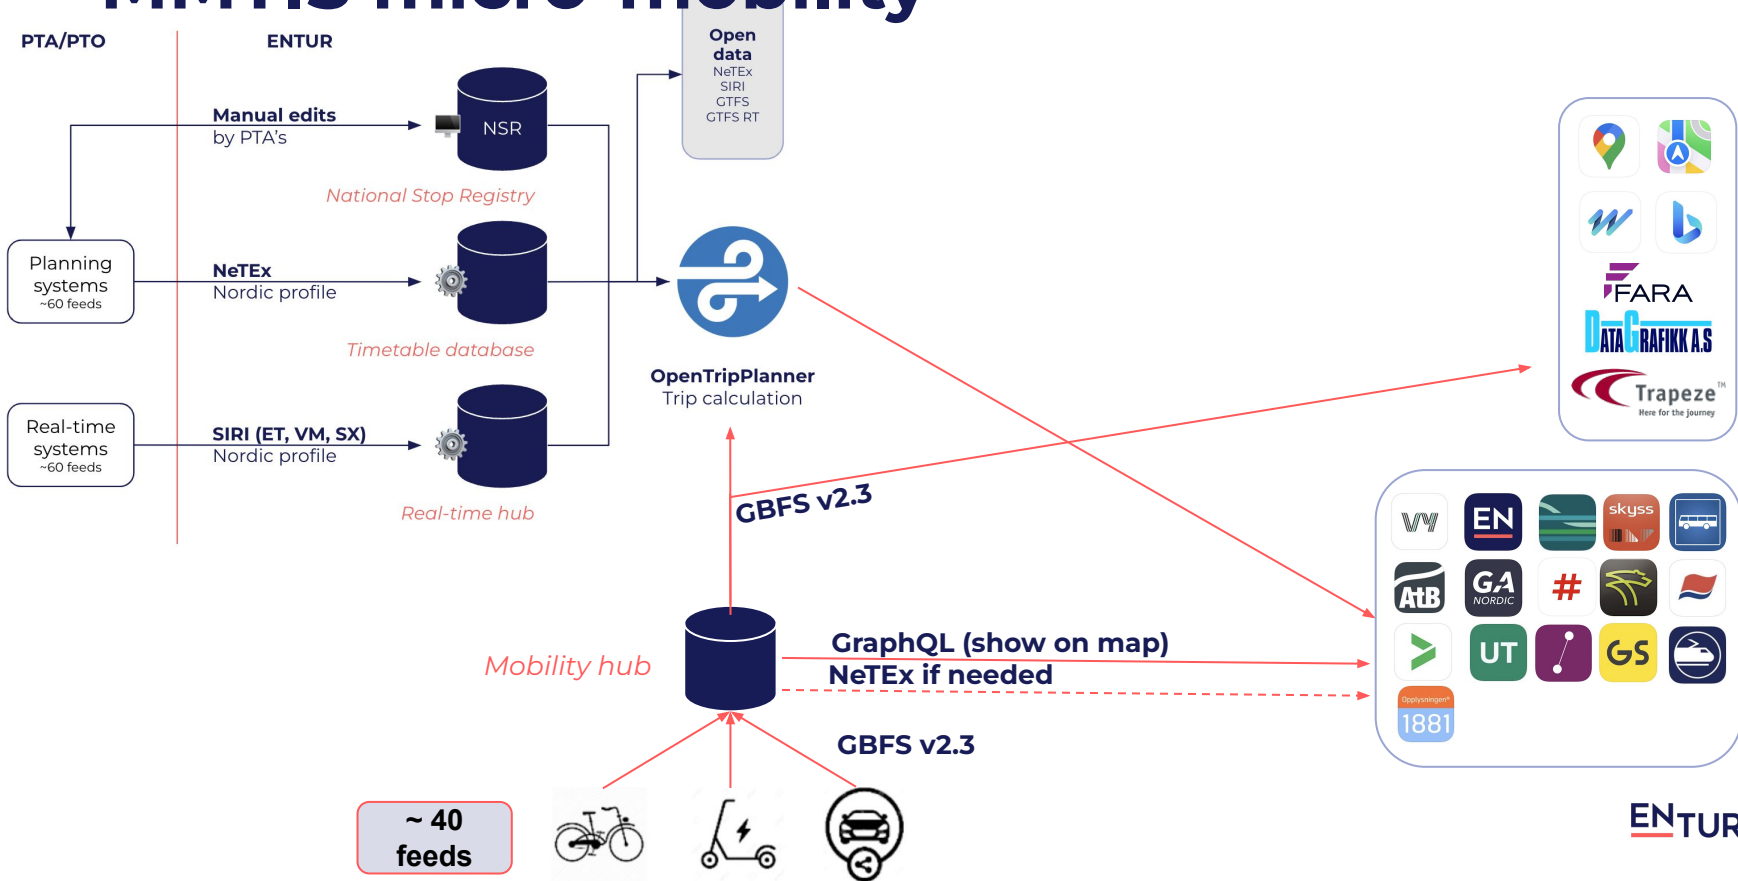 MMTIS micro-mobility
PTA/PTO
ENTUR
Open
data
NeTEx
SIRI
GTFS
GTFS RT
Manual edits
by PTA's
NSR
National Stop Registry
Planning
systems
~60 feeds
NeTEx
Nordic profile
Timetable database
OpenTripPlanner
Trip calculation
Real-time
systems
~60 feeds
SIRI (ET, VM, SX)
Nordic profile
Real-time hub
GBFS v2.3
FARA
DATAGRAFIKK A.S
Trapeze™
Here for the journey
VY
EN
skyss
AtB
GA
NORDIC
#
UT
GS
Opplysningen®
1881
Mobility hub
GraphQL (show on map)
NeTEx if needed
GBFS v2.3
~ 40
feeds
ENTUR